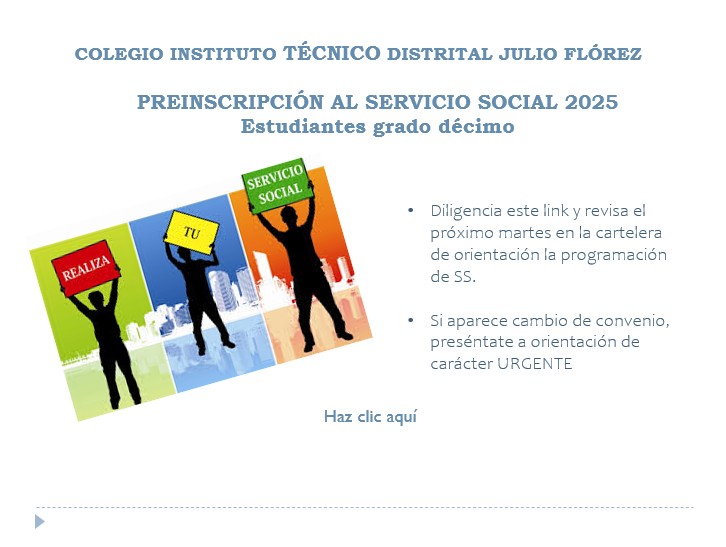 COLEGIO INSTITUTO TÉCNICO DISTRITAL JULIO FLÓREZ
PREINSCRIPCIÓN AL SERVICIO SOCIAL 2025
Estudiantes grado décimo
REALIZA
TU
SERVICIO
SOCIAL
• Diligencia este link y revisa el
próximo martes en la cartelera
de orientación la programación
de SS.
• Si aparece cambio de convenio,
preséntate a orientación de
carácter URGENTE
Haz clic aquí